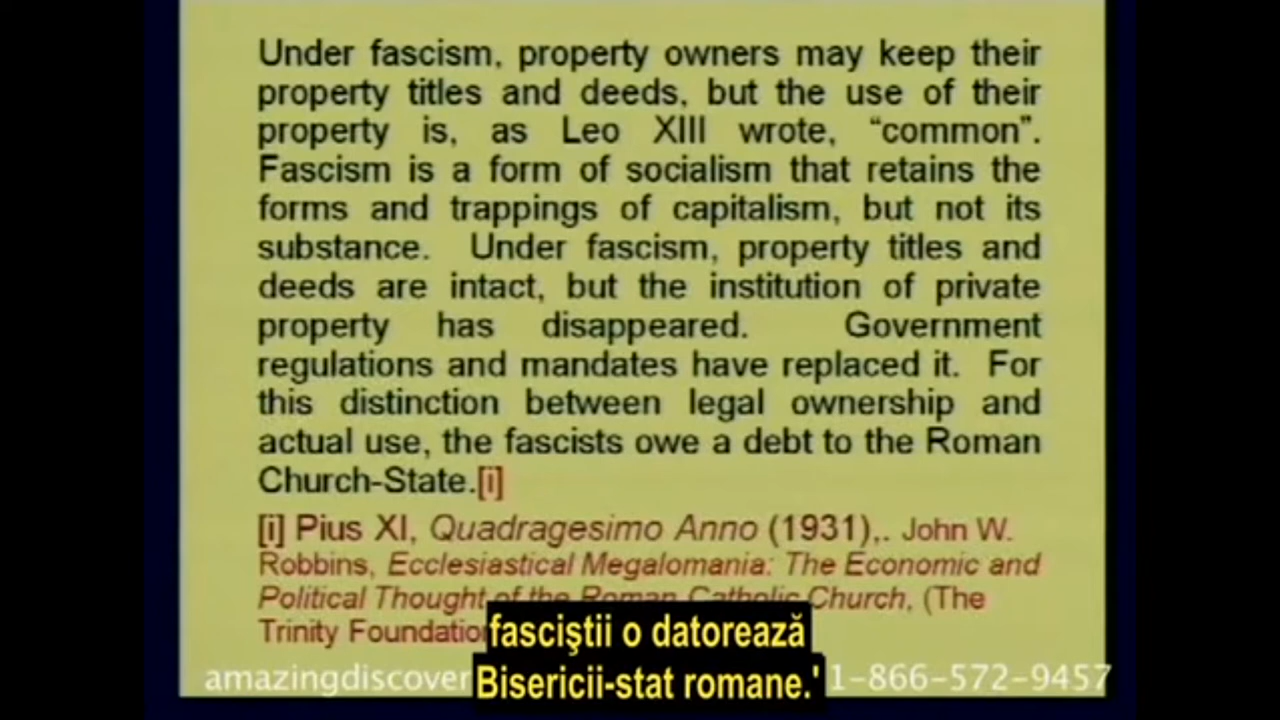 Under fascism, property owners may keep their
property titles and deeds, but the use of their
property is, as Leo XIII wrote, “common”.
Fascism is a form of socialism that retains the
forms and trappings of capitalism, but not its
substance. Under fascism, property titles and
deeds are intact, but the institution of private
property has disappeared. Government
regulations and mandates have replaced it. For
this distinction between legal ownership and
actual use, the fascists owe a debt to the Roman
Church-State.[i]
[i] Pius XI, Quadragesimo Anno (1931),. John W.
Robbins, Ecclesiastical Megalomania: The Economic and
Political Thought of the Roman Catholic Church, (The
Trinity
fasciştii o datorează
Bisericii-stat romane.'
1-866-572-9457